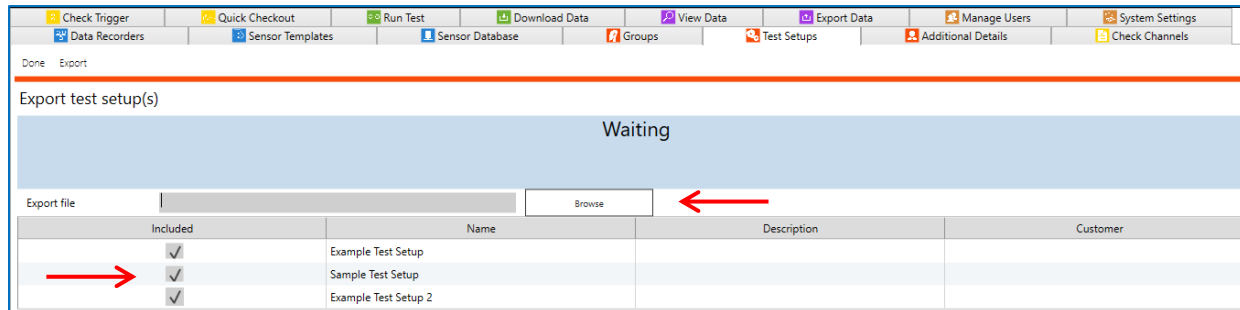 Check Trigger Quick Checkout Run Test Download Data View Data Export Data Manage Users System Settings
Data Recorders Sensor Templates Sensor Database Groups Test Setups Additional Details Check Channels
Done Export
Export test setup(s)
Waiting
Export file Browse
Included Name Description Customer
Example Test Setup
Sample Test Setup
Example Test Setup 2